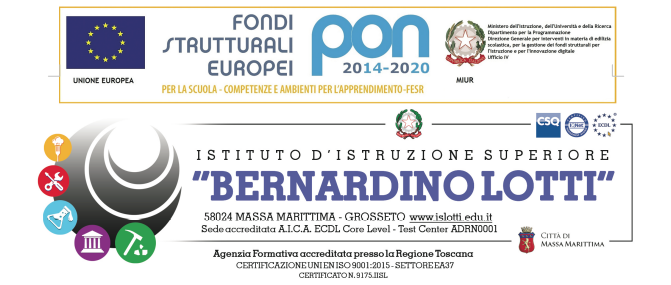 FONDI
STRUTTURALI
EUROPEI
pon
2014-2020
PER LA SCUOLA - COMPETENZE E AMBIENTI PER L'APPRENDIMENTO-FESR
UNIONE EUROPEA
MIUR
Ministero dell'Istruzione, dell'Università e della Ricerca
Dipartimento per la Programmazione
Direzione Generale per interventi in materia di edilizia
scolastica, per la gestione dei fondi strutturali per
l'istruzione e per l'innovazione digitale
Ufficio IV
CSQ
ECDL
ISTITUTO D'ISTRUZIONE SUPERIORE
"BERNARDINO LOTTI"
58024 MASSA MARITTIMA - GROSSETO www.islotti.edu.it
Sede accreditata A.I.C.A. ECDL Core Level - Test Center ADRN0001
CITTÀ DI
MASSA MARITTIMA
Agenzia Formativa accreditata presso la Regione Toscana
CERTIFICAZIONE UNI EN ISO 9001:2015 - SETTORE EA37
CERTIFICATO N. 9175.IISL